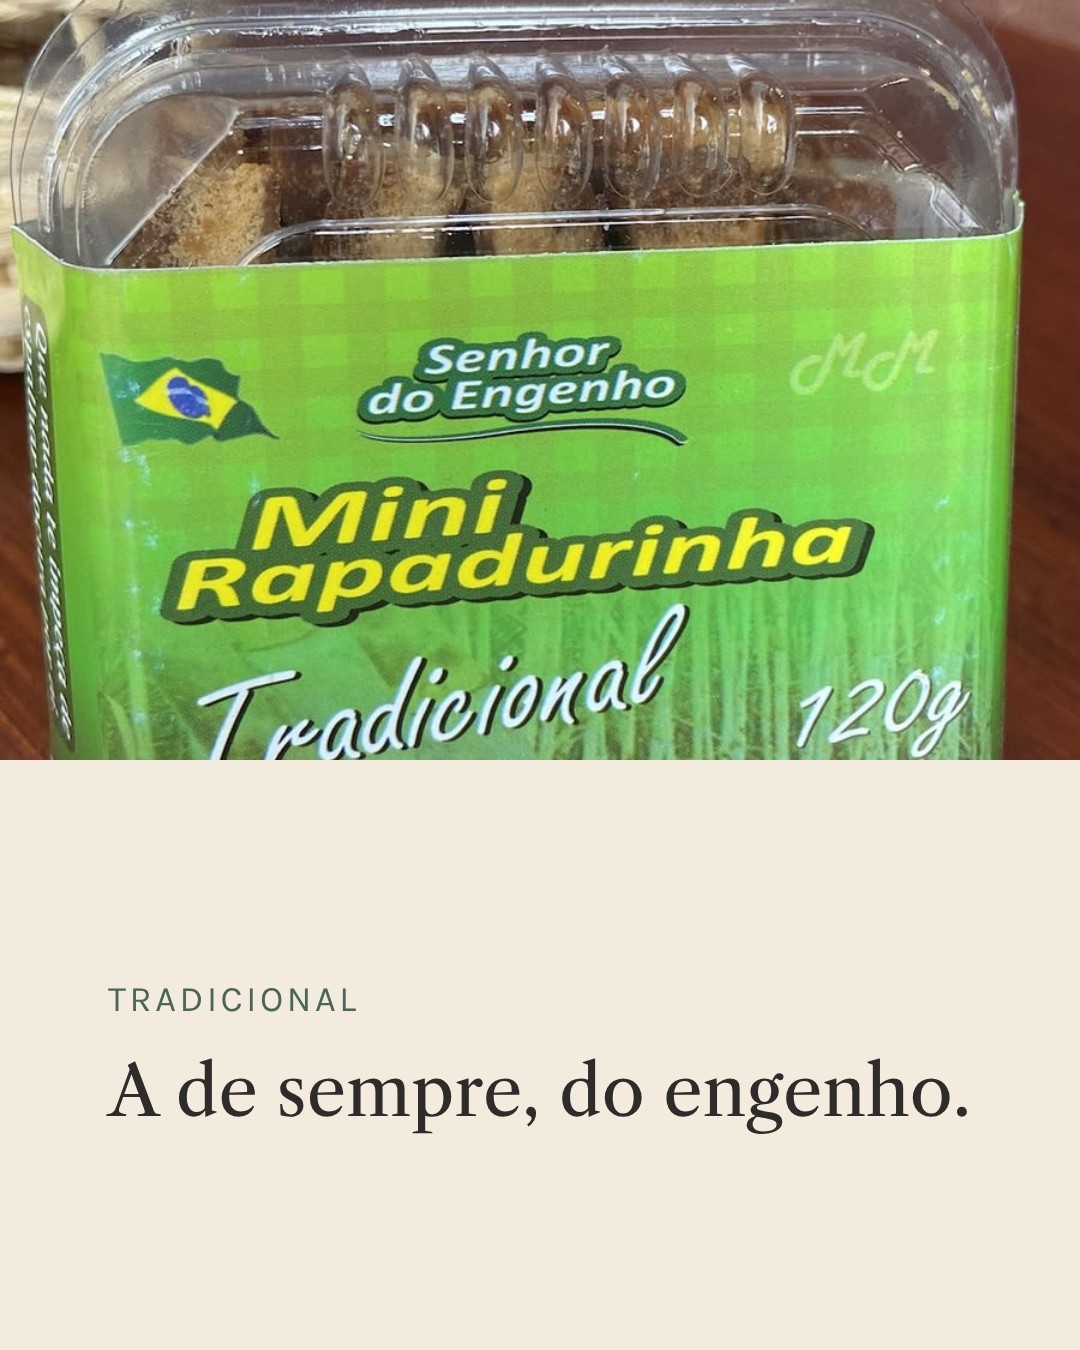 Senhor
do Engenho
MM
Mini
Rapadurinha
Tradicional
120g
TRADICIONAL
A de sempre, do engenho.